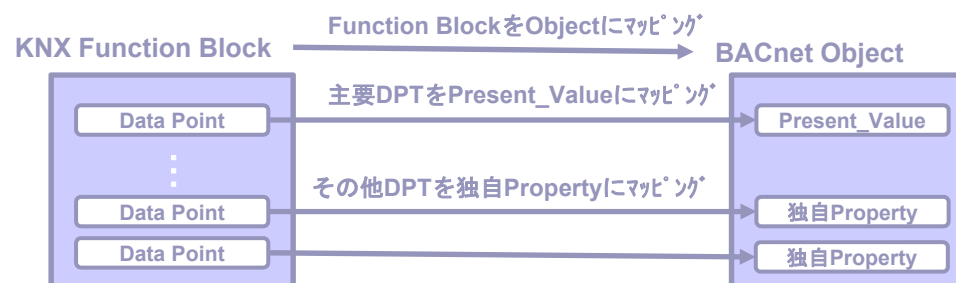 Function BlockをObjectにﾏｯﾋﾟﾝｸﾞ
KNX Function Block
BACnet Object
主要DPTをPresent_Valueにﾏｯﾋﾟﾝｸﾞ
Data Point
Present_Value
その他DPTを独自Propertyにﾏｯﾋﾟﾝｸﾞ
Data Point
独自Property
Data Point
独自Property